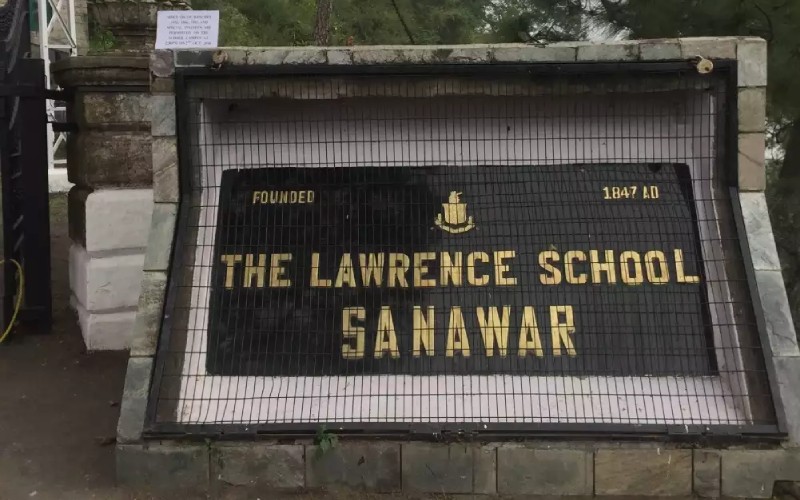 FOUNDED 1847 AD
THE LAWRENCE SCHOOL
SANAWAR